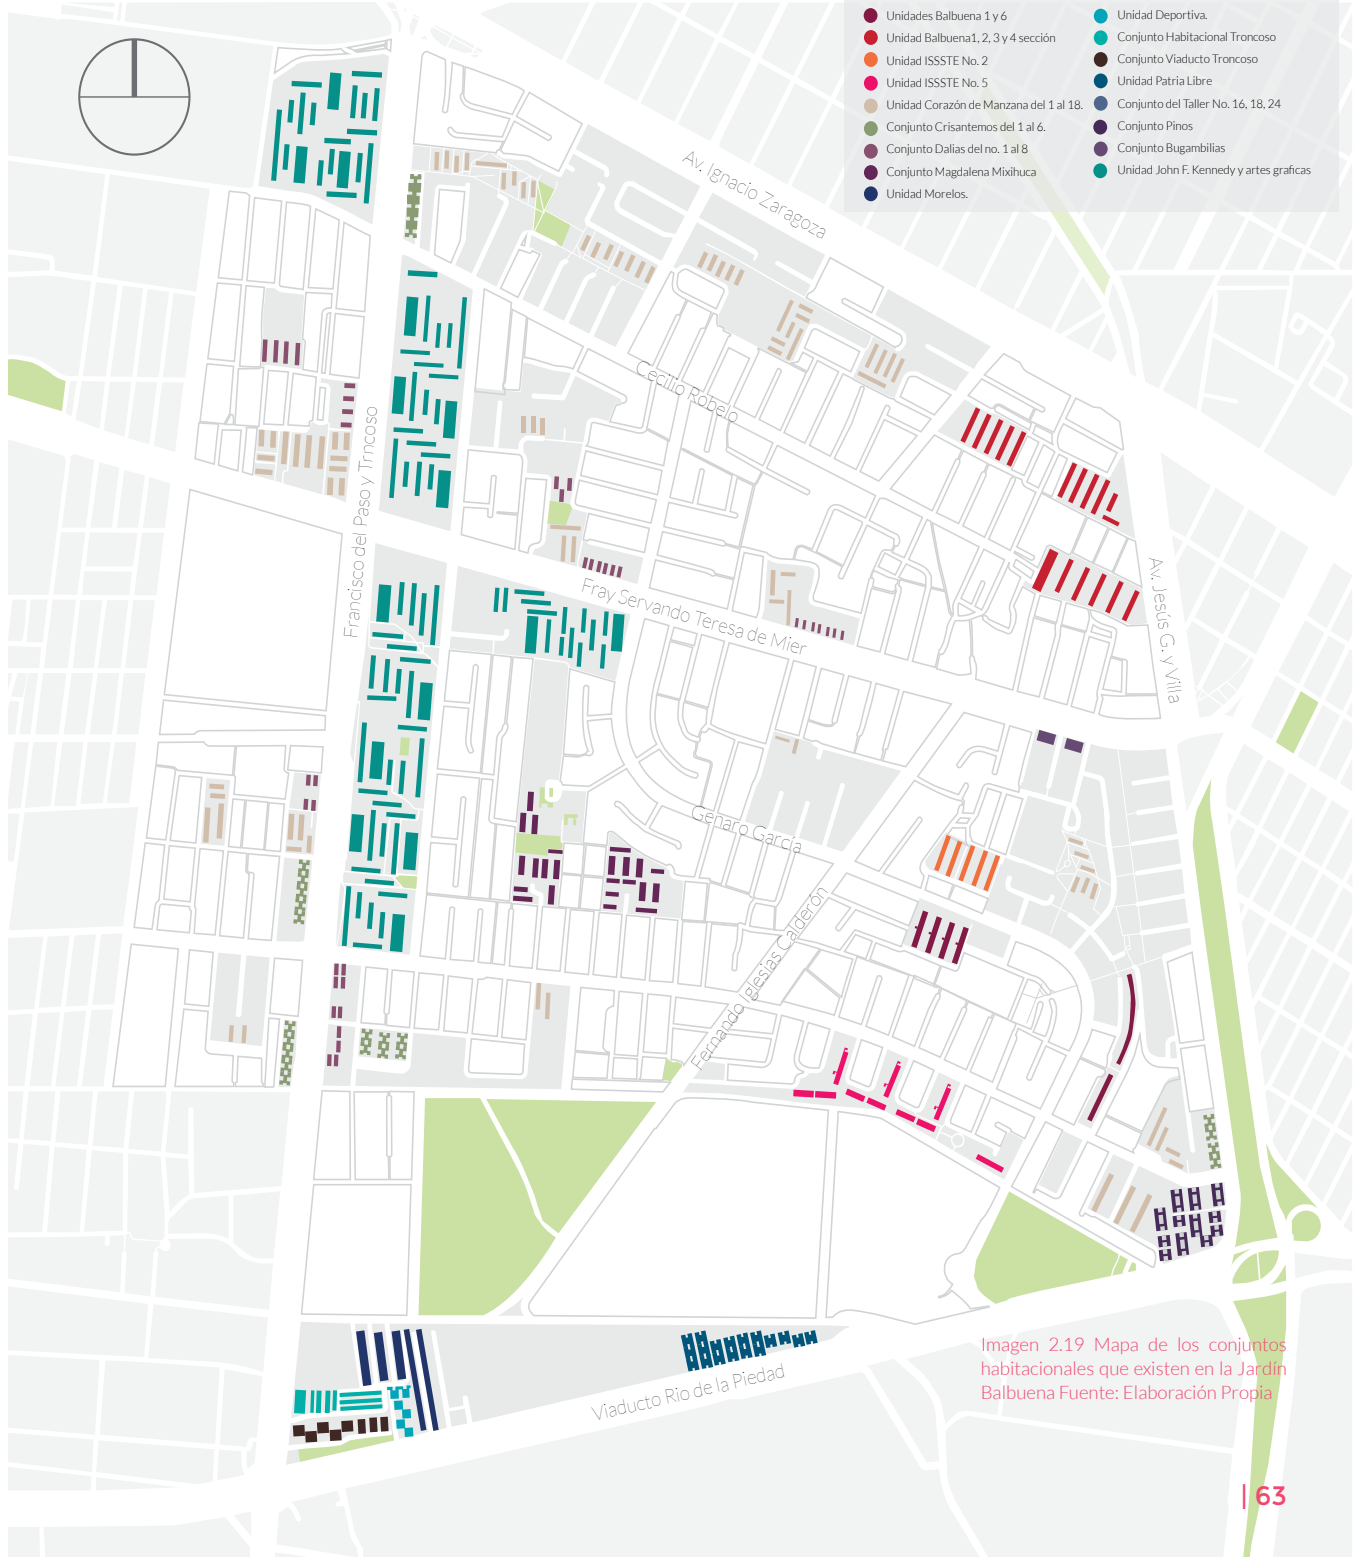 Unidades Balbuena 1 y 6
Unidad Balbuena1, 2, 3 y 4 sección
Unidad ISSSTE No. 2
Unidad ISSSTE No. 5
Unidad Corazón de Manzana del 1 al 18.
Conjunto Crisantemos del 1 al 6.
Conjunto Dalias del no. 1 al 8
Conjunto Magdalena Mixihuca
Unidad Morelos.
Unidad Deportiva.
Conjunto Habitacional Troncoso
Conjunto Viaducto Troncoso
Unidad Patria Libre
Conjunto del Taller No. 16, 18, 24
Conjunto Pinos
Conjunto Bugambilias
Unidad John F. Kennedy y artes graficas
Av. Ignacio Zaragoza
Cecilio Robelo
Francisco del Paso y Trncoso
Fray Servando Teresa de Mier
Av. Jesús G. y Villa
Genaro García
Fernando Iglesias Calderón
Viaducto Rio de la Piedad
Imagen 2.19 Mapa de los conjuntos
habitacionales que existen en la Jardín
Balbuena Fuente: Elaboración Propia
| 63